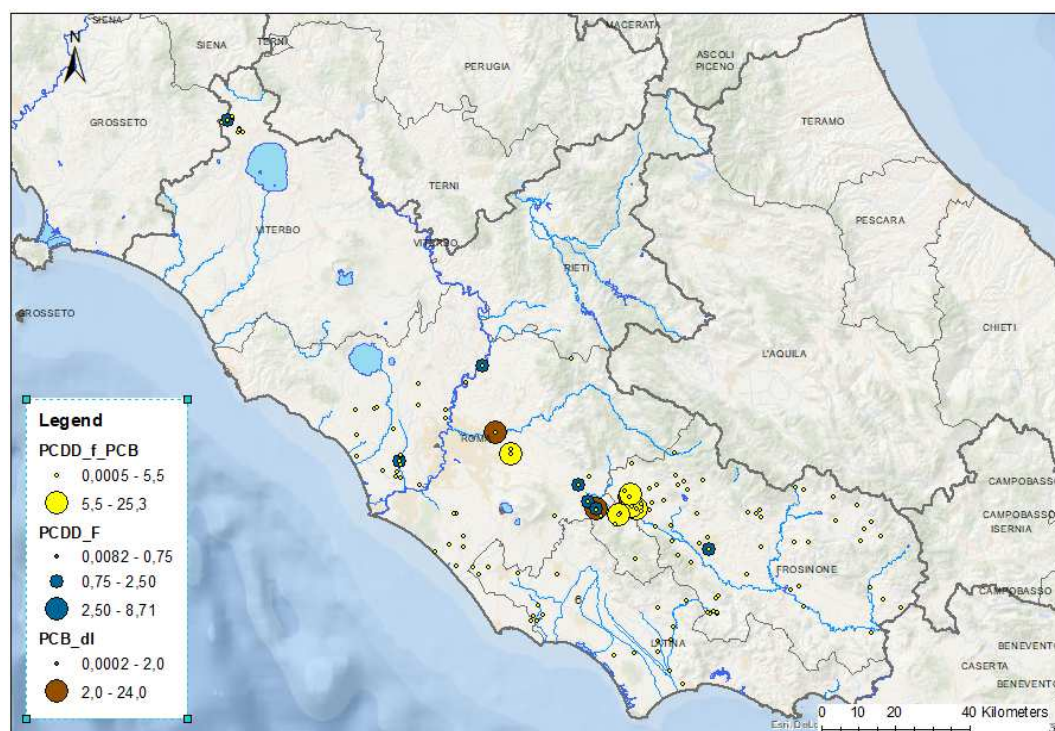 SIENA
MACERATA
N
SIENA
TERNI
ASCOLI
PICENO
PERUGIA
GROSSETO
TERAMO
TERNI
PESCARA
VITERBO
VITERBO
RIETI
GROSSETO
CHIETI
L'AQUILA
Legend
PCDD_f_PCB
0,0005 - 5,5
5,5 - 25,3
PCDD_F
0,0082 - 0,75
0,75 - 2,50
2,50 - 8,71
PCB_dl
0,0002 - 2,0
2,0 - 24,0
CAMPOBASSO
CAMPOBASSO
ISERNIA
FROSINONE
CAMPOBASSO
LATINA
BENEVENTO
CASERTA
BENEVENTO
0 10 20 40 Kilometers